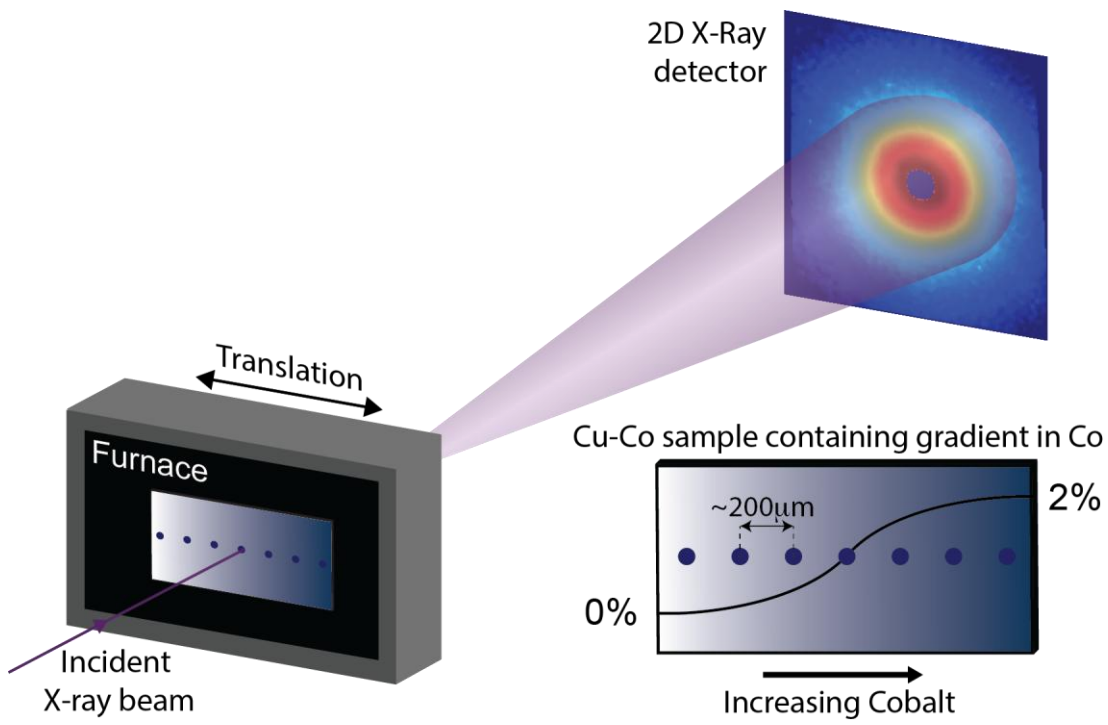 2D X-Ray
detector
Translation
Furnace
Incident
X-ray beam
Cu-Co sample containing gradient in Co
~200μm
2%
0%
Increasing Cobalt